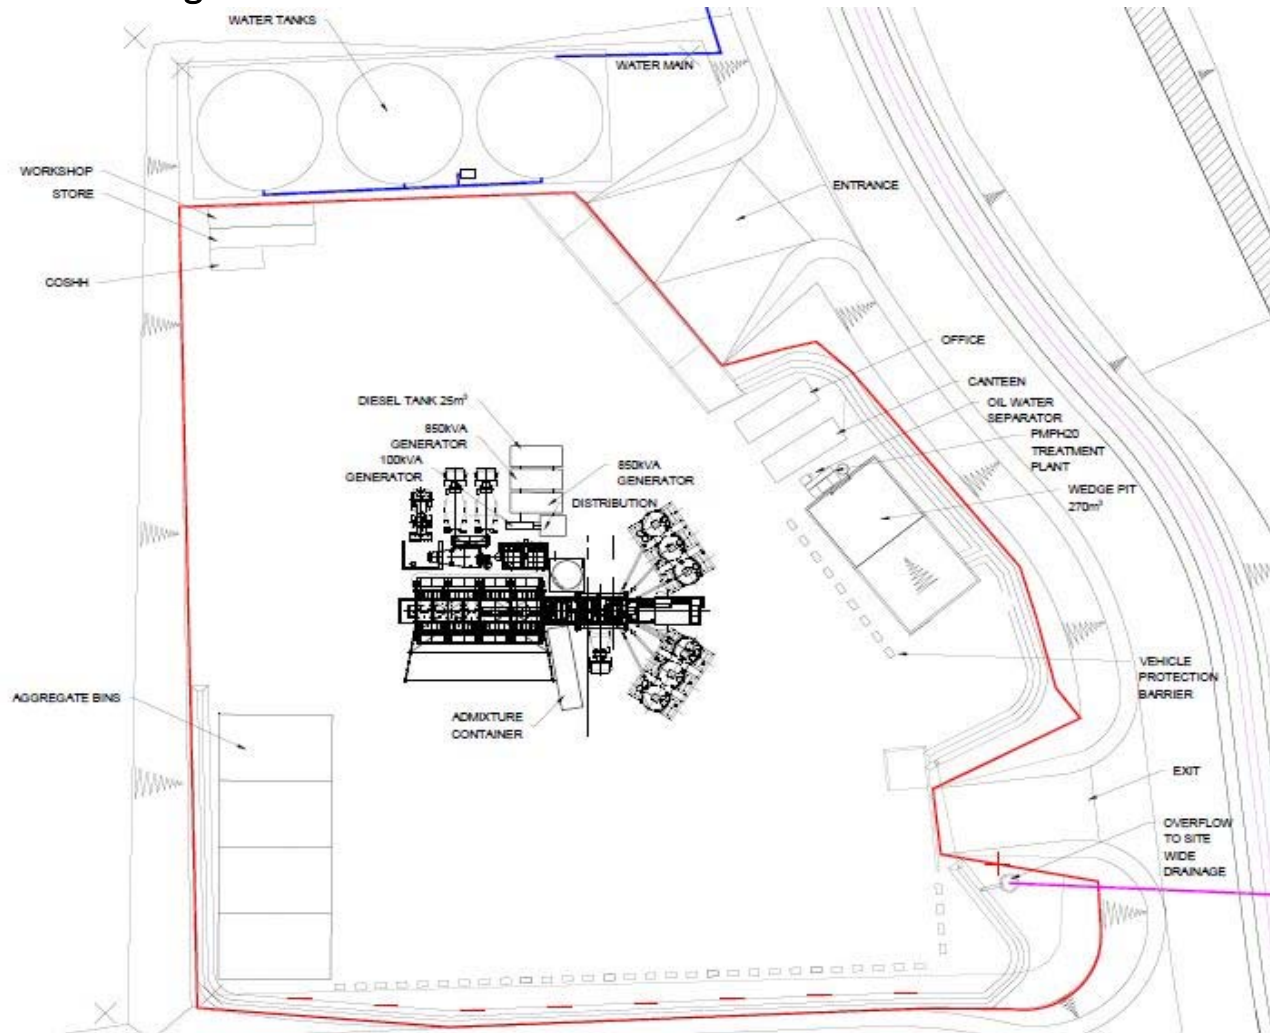 WATER TANKS
WATER MAIN
WORKSHOP
STORE
ENTRANCE
COSHH
OFFICE
CANTEEN
OIL WATER
SEPARATOR
PMPH20
TREATMENT
PLANT
WEDGE PIT
270m³
DIESEL TANK 25m³
850kVA
GENERATOR
100kVA
GENERATOR
850kVA
GENERATOR
DISTRIBUTION
VEHICLE
PROTECTION
BARRIER
AGGREGATE BINS
ADMIXTURE
CONTAINER
EXIT
OVERFLOW
TO SITE
WIDE
DRAINAGE